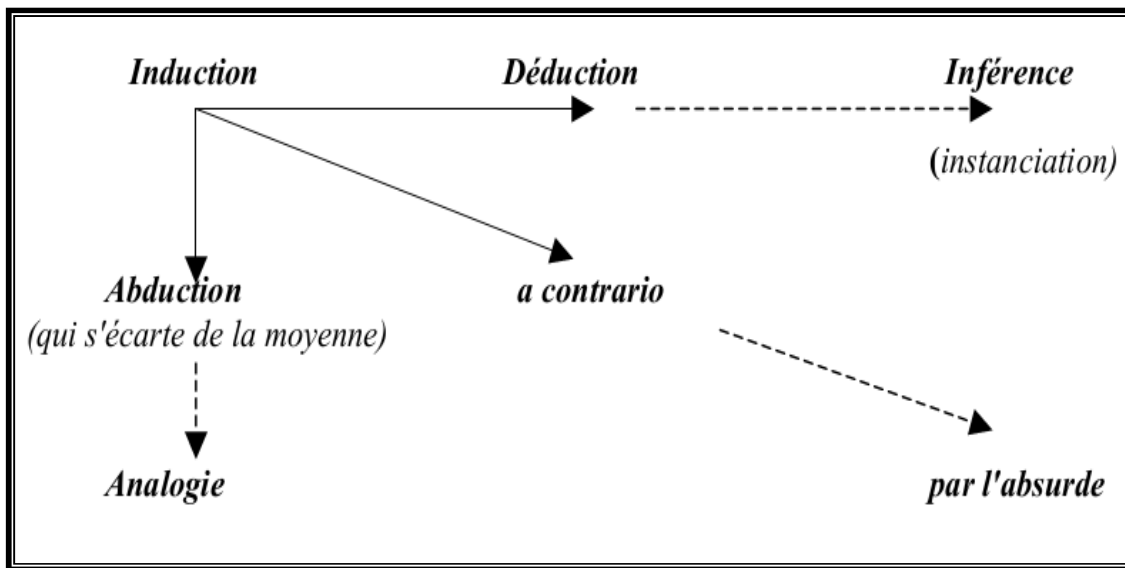 Induction
Déduction
Inférence
(instanciation)
Abduction
(qui s'écarte de la moyenne)
a contrario
Analogie
par l'absurde